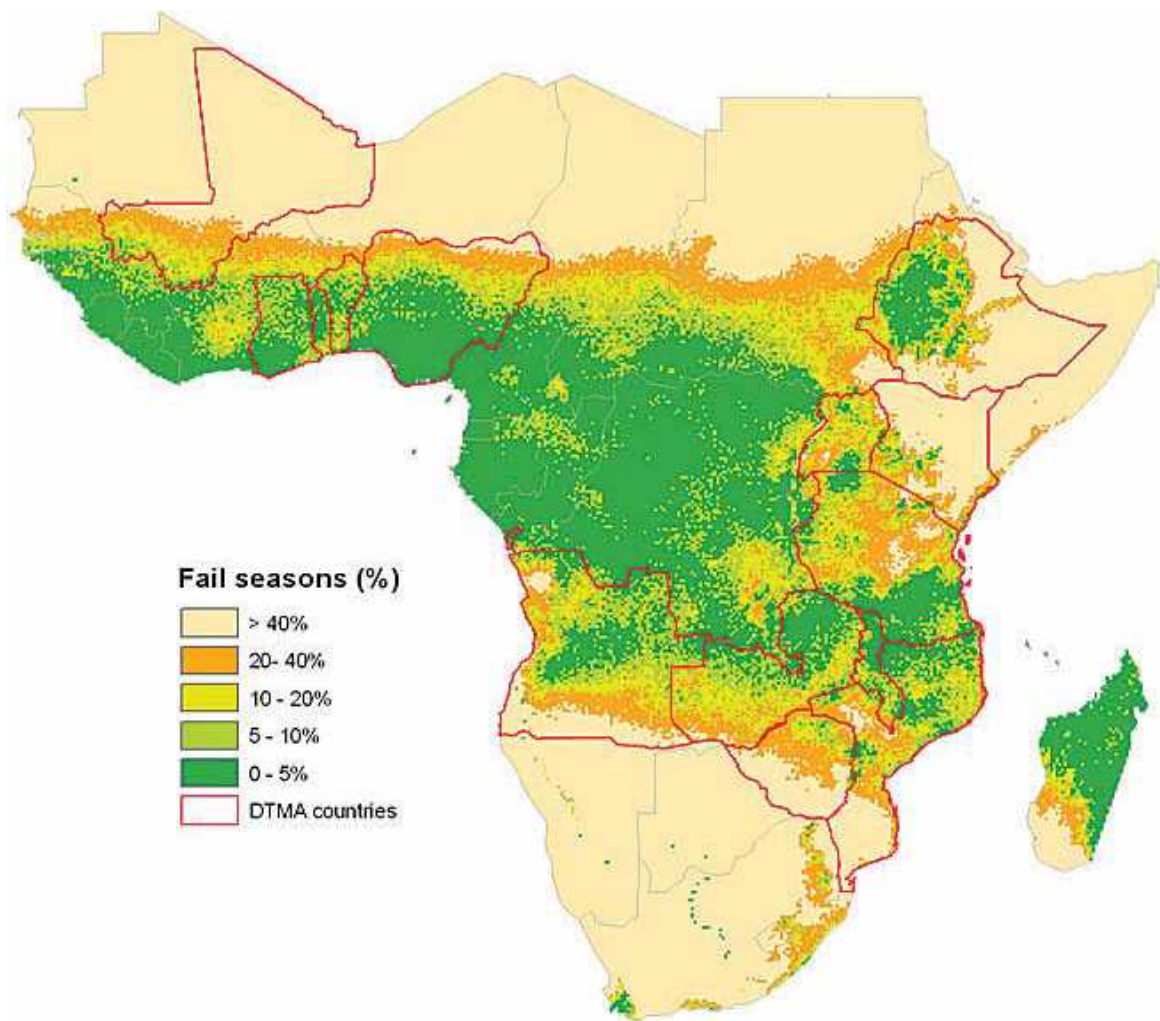 Fail seasons (%)
> 40%
20- 40%
10 - 20%
5 - 10%
0 - 5%
DTMA countries